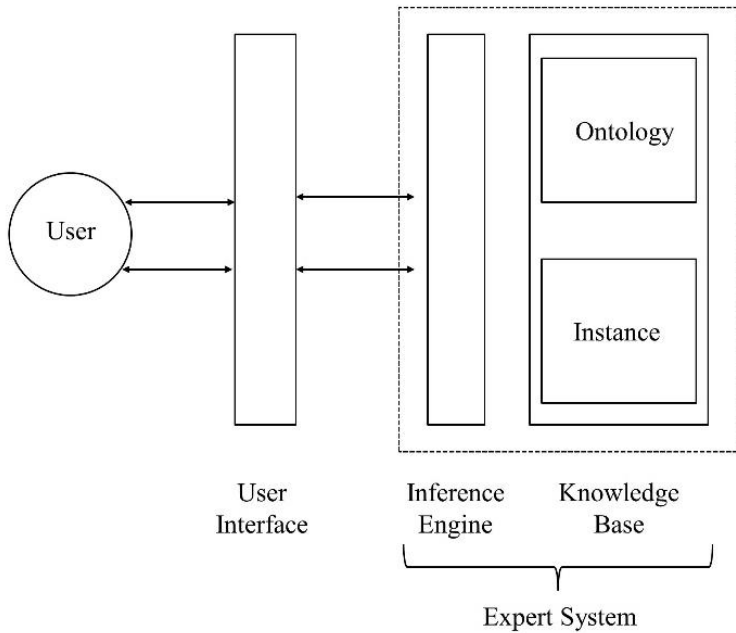 Ontology
User
Instance
User
Interface
Inference
Engine
Knowledge
Base
Expert System